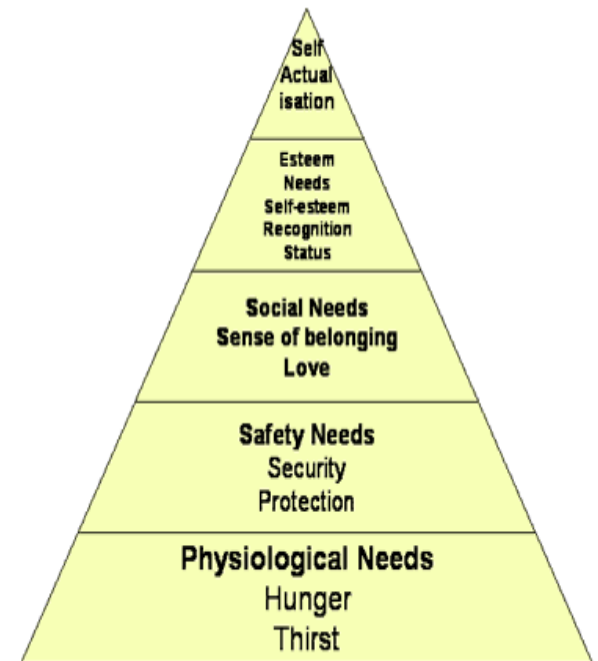 Self
Actual
isation
Esteem
Needs
Self-esteem
Recognition
Status
Social Needs
Sense of belonging
Love
Safety Needs
Security
Protection
Physiological Needs
Hunger
Thirst